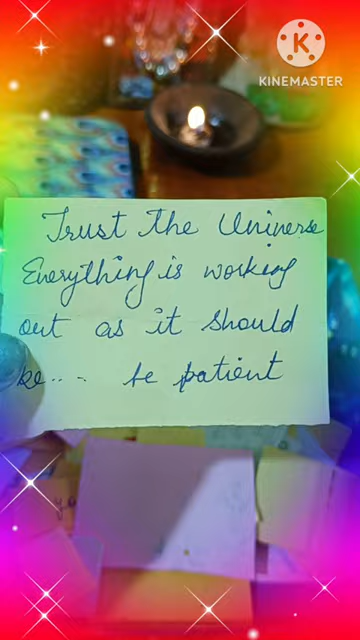 KINEMASTER
Trust the Universe
Everything is working
out as it should
be... be patient